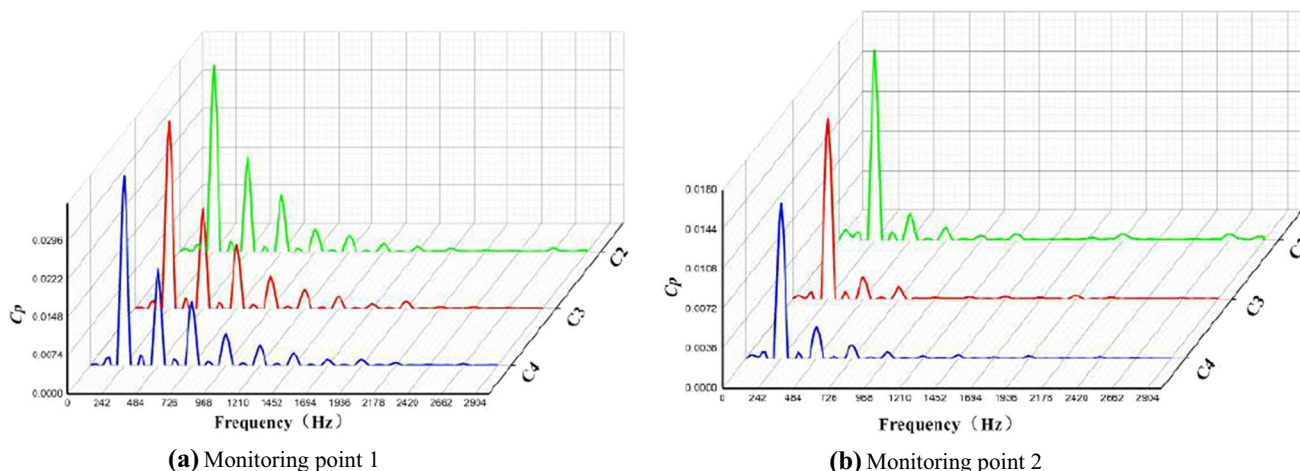 0.0296
0.0222
0.0148
0.0074
0.0000
Cp
0 242 484 726 968 1210 1452 1694 1936 2178 2420 2662 2904
Frequency（Hz）
C2
C3
C4
(a) Monitoring point 1
0.0180
0.0144
0.0108
0.0072
0.0036
0.0000
Cp
0 242 484 726 968 1210 1452 1694 1936 2178 2420 2662 2904
Frequency（Hz）
C3
C4
(b) Monitoring point 2